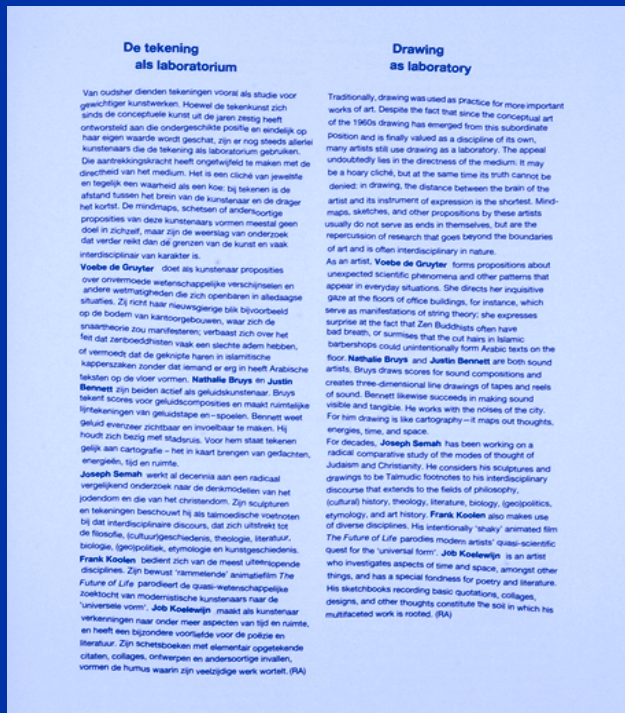 De tekening
als laboratorium
Van oudsher dienden tekeningen vooral als studie voor
gewichtiger kunstwerken. Hoewel de tekenkunst zich
sinds de conceptuele kunst uit de jaren zestig heeft
ontworsteld aan die ondergeschikte positie en eindelijk op
haar eigen waarde wordt geschat, zijn er nog steeds allerlei
kunstenaars die de tekening als laboratorium gebruiken.
Die aantrekkingskracht heeft ongetwijfeld te maken met de
directheid van het medium. Het is een cliché van jewelste
en tegelijk een waarheid als een koe: bij tekenen is de
afstand tussen het brein van de kunstenaar en de drager
het kortst. De mindmaps, schetsen of andersoortige
proposities van deze kunstenaars vormen meestal geen
doel in zichzelf, maar zijn de weerslag van onderzoek
dat verder reikt dan de grenzen van de kunst en vaak
interdisciplinair van karakter is.
Voebe de Gruyter doet als kunstenaar proposities
over onvermoede wetenschappelijke verschijnselen en
andere wetmatigheden die zich openbaren in alledaagse
situaties. Zij richt haar nieuwsgierige blik bijvoorbeeld
op de bodem van kantoorgebouwen, waar zich de
snaartheorie zou manifesteren; verbaast zich over het
feit dat zenboeddhisten vaak een slechte adem hebben,
of vermoedt dat de geknipte haren in islamitische
kapperszaken zonder dat iemand er erg in heeft Arabische
teksten op de vloer vormen. Nathalie Bruys en Justin
Bennett zijn beiden actief als geluidskunstenaar. Bruys
tekent scores voor geluidscomposities en maakt ruimtelijke
lijntekeningen van geluidstape en –spoelen. Bennett weet
geluid evenzeer zichtbaar en invoelbaar te maken. Hij
houdt zich bezig met stadsruis. Voor hem staat tekenen
gelijk aan cartografie – het in kaart brengen van gedachten,
energieën, tijd en ruimte.
Joseph Semah werkt al decennia aan een radicaal
vergelijkend onderzoek naar de denkmodellen van het
jodendom en die van het christendom. Zijn sculpturen
en tekeningen beschouwt hij als talmoedische voetnoten
bij dat interdisciplinaire discours, dat zich uitstrekt tot
de filosofie, (cultuur)geschiedenis, theologie, literatuur,
biologie, (geo)politiek, etymologie en kunstgeschiedenis.
Frank Koolen bedient zich van de meest uiteenlopende
disciplines. Zijn bewust 'rammelende' animatiefilm The
Future of Life parodieert de quasi-wetenschappelijke
zoektocht van modernistische kunstenaars naar de
'universele vorm'. Job Koelewijn maakt als kunstenaar
verkenningen naar onder meer aspecten van tijd en ruimte,
en heeft een bijzondere voorliefde voor de poëzie en
literatuur. Zijn schetsboeken met elementair opgetekende
citaten, collages, ontwerpen en andersoortige invallen,
vormen de humus waarin zijn veelzijdige werk wortelt. (RA)
Drawing
as laboratory
Traditionally, drawing was used as practice for more important
works of art. Despite the fact that since the conceptual art
of the 1960s drawing has emerged from this subordinate
position and is finally valued as a discipline of its own,
many artists still use drawing as a laboratory. The appeal
undoubtedly lies in the directness of the medium. It may
be a hoary cliché, but at the same time its truth cannot be
denied: in drawing, the distance between the brain of the
artist and its instrument of expression is the shortest. Mind-
maps, sketches, and other propositions by these artists
usually do not serve as ends in themselves, but are the
repercussion of research that goes beyond the boundaries
of art and is often interdisciplinary in nature.
As an artist, Voebe de Gruyter forms propositions about
unexpected scientific phenomena and other patterns that
appear in everyday situations. She directs her inquisitive
gaze at the floors of office buildings, for instance, which
serve as manifestations of string theory; she expresses
surprise at the fact that Zen Buddhists often have
bad breath, or surmises that the cut hairs in Islamic
barbershops could unintentionally form Arabic texts on the
floor. Nathalie Bruys and Justin Bennett are both sound
artists. Bruys draws scores for sound compositions and
creates three-dimensional line drawings of tapes and reels
of sound. Bennett likewise succeeds in making sound
visible and tangible. He works with the noises of the city.
For him drawing is like cartography – it maps out thoughts,
energies, time, and space.
For decades, Joseph Semah has been working on a
radical comparative study of the modes of thought of
Judaism and Christianity. He considers his sculptures and
drawings to be Talmudic footnotes to his interdisciplinary
discourse that extends to the fields of philosophy,
(cultural) history, theology, literature, biology, (geo)politics,
etymology, and art history. Frank Koolen also makes use
of diverse disciplines. His intentionally 'shaky' animated film
The Future of Life parodies modern artists' quasi-scientific
quest for the 'universal form'. Job Koelewijn is an artist
who investigates aspects of time and space, amongst other
things, and has a special fondness for poetry and literature.
His sketchbooks recording basic quotations, collages,
designs, and other thoughts constitute the soil in which his
multifaceted work is rooted. (RA)